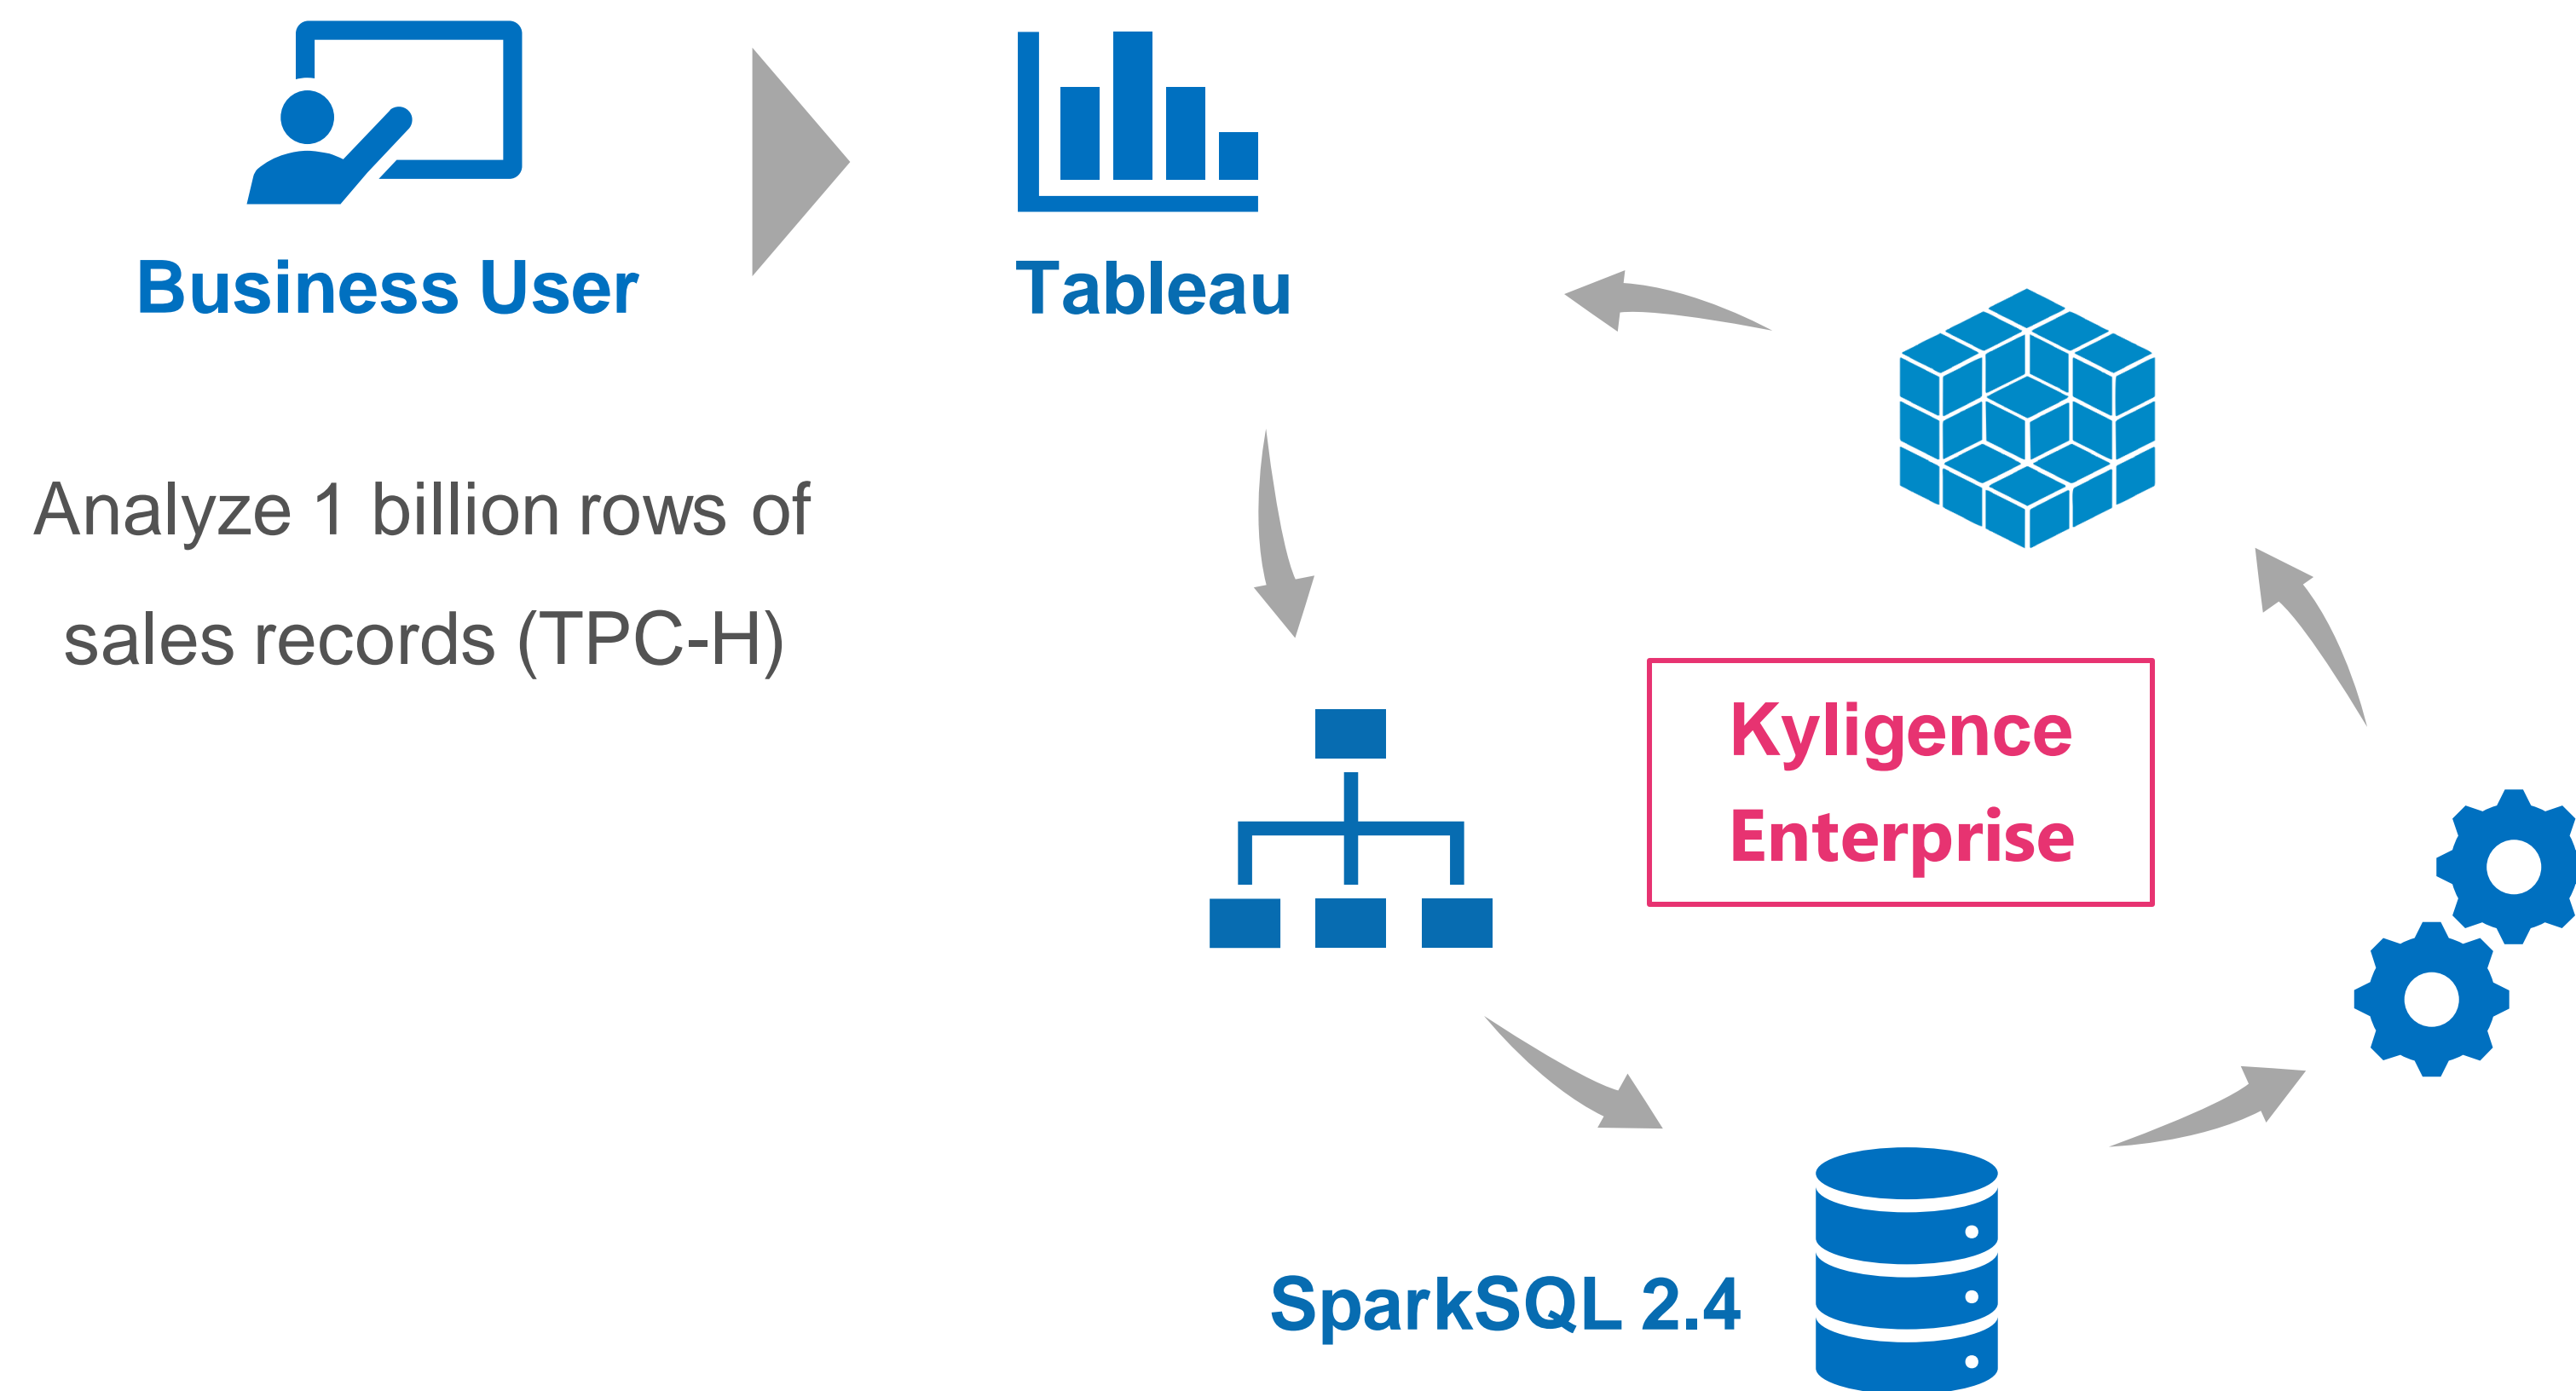 Business User
Tableau
Analyze 1 billion rows of
sales records (TPC-H)
Kyligence
Enterprise
SparkSQL 2.4